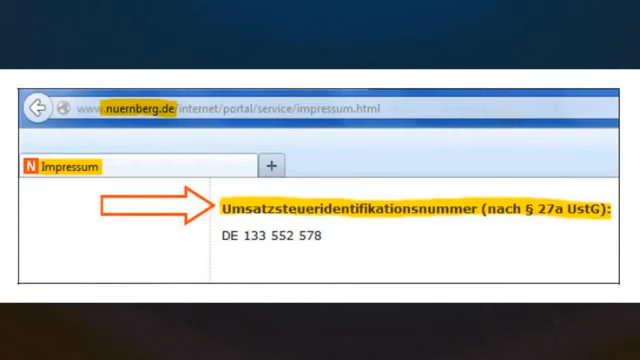 www.nuernberg.de/internet/portal/service/impressum.html
N Impressum
Umsatzsteueridentifikationsnummer (nach § 27a UstG):
DE 133 552 578